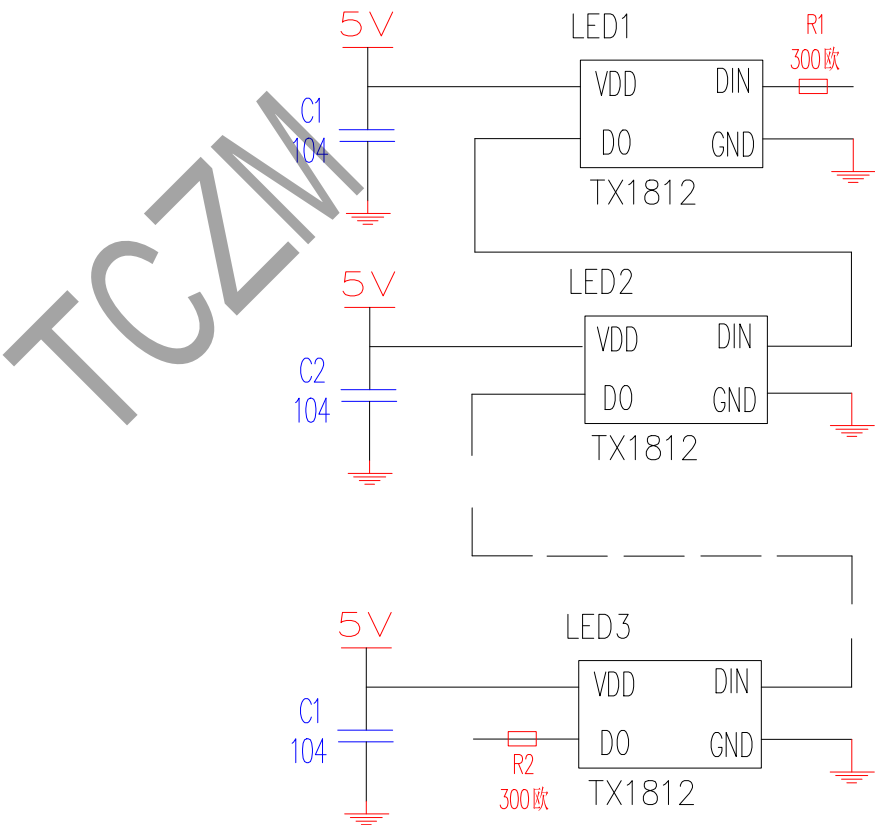 5V
LED1
R1
300欧
C1
104
VDD
DIN
DO
GND
TX1812
TCZM
5V
LED2
C2
104
VDD
DIN
DO
GND
TX1812
5V
LED3
C1
104
VDD
DIN
DO
GND
R2
300欧
TX1812